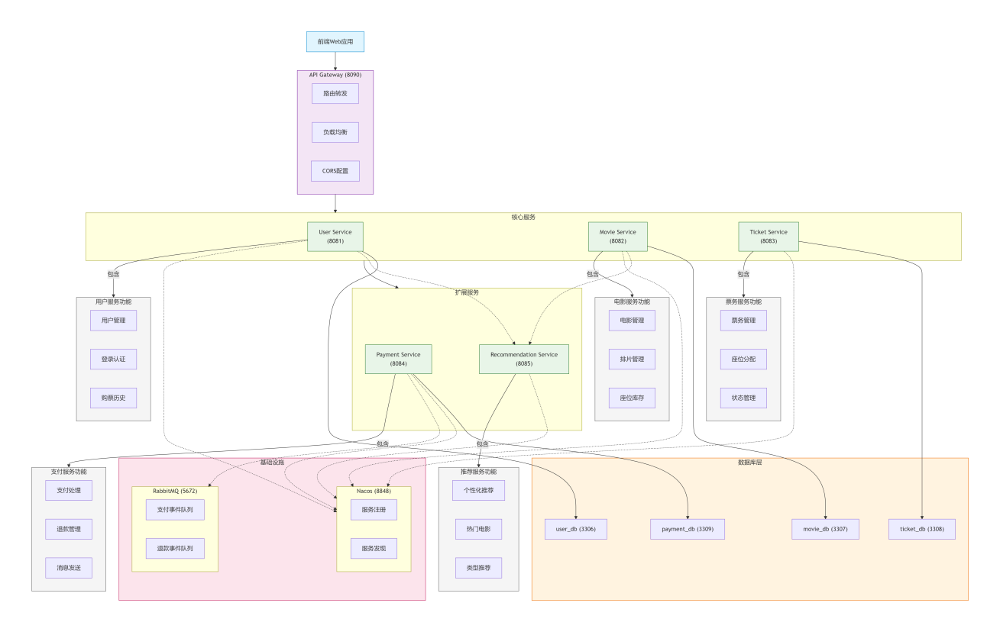 前端Web应用
API Gateway (8090)
路由转发
负载均衡
CORS配置
核心服务
User Service
(8081)
Movie Service
(8082)
Ticket Service
(8083)
包含
包含
包含
用户服务功能
用户管理
登录认证
购票历史
扩展服务
Payment Service
(8084)
Recommendation Service
(8085)
电影服务功能
电影管理
排片管理
座位库存
票务服务功能
票务管理
座位分配
状态管理
包含
包含
支付服务功能
支付处理
退款管理
消息发送
基础设施
RabbitMQ (5672)
支付事件队列
退款事件队列
Nacos (8848)
服务注册
服务发现
推荐服务功能
个性化推荐
热门电影
类型推荐
数据库层
user_db (3306)
payment_db (3309)
movie_db (3307)
ticket_db (3308)